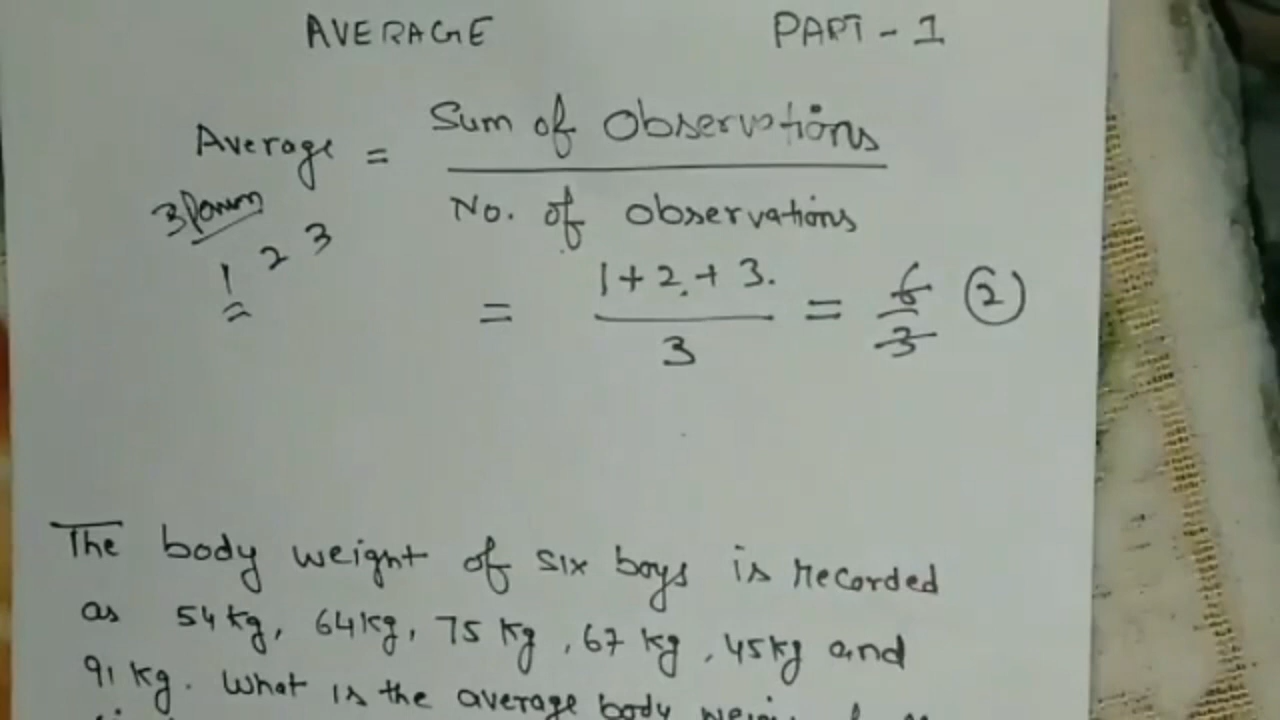 AVERAGE PART - 1
Average = Sum of Observations / No. of observations
3
1 2 3
= 1 + 2 + 3 / 3 = 6 / 3 2
The body weight of six boys is recorded
as 54 kg, 64 kg, 75 kg, 67 kg, 45 kg and
91 kg. What is the average body